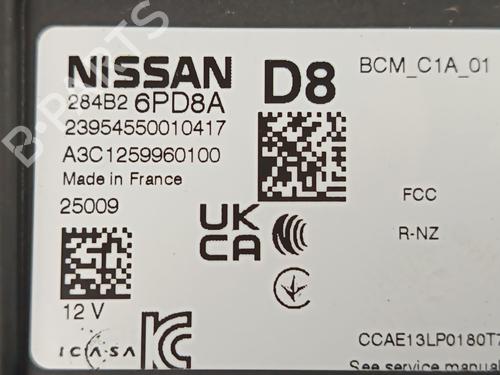 NISSAN
D8
BCM_C1A_01
284B2 6PD8A
23954550010417
A3C1259960100
Made in France
25009
FCC
R-NZ
UK
CA
12 V
ICASA
CCAE13LP0180T7
See service manual
B-PARTS